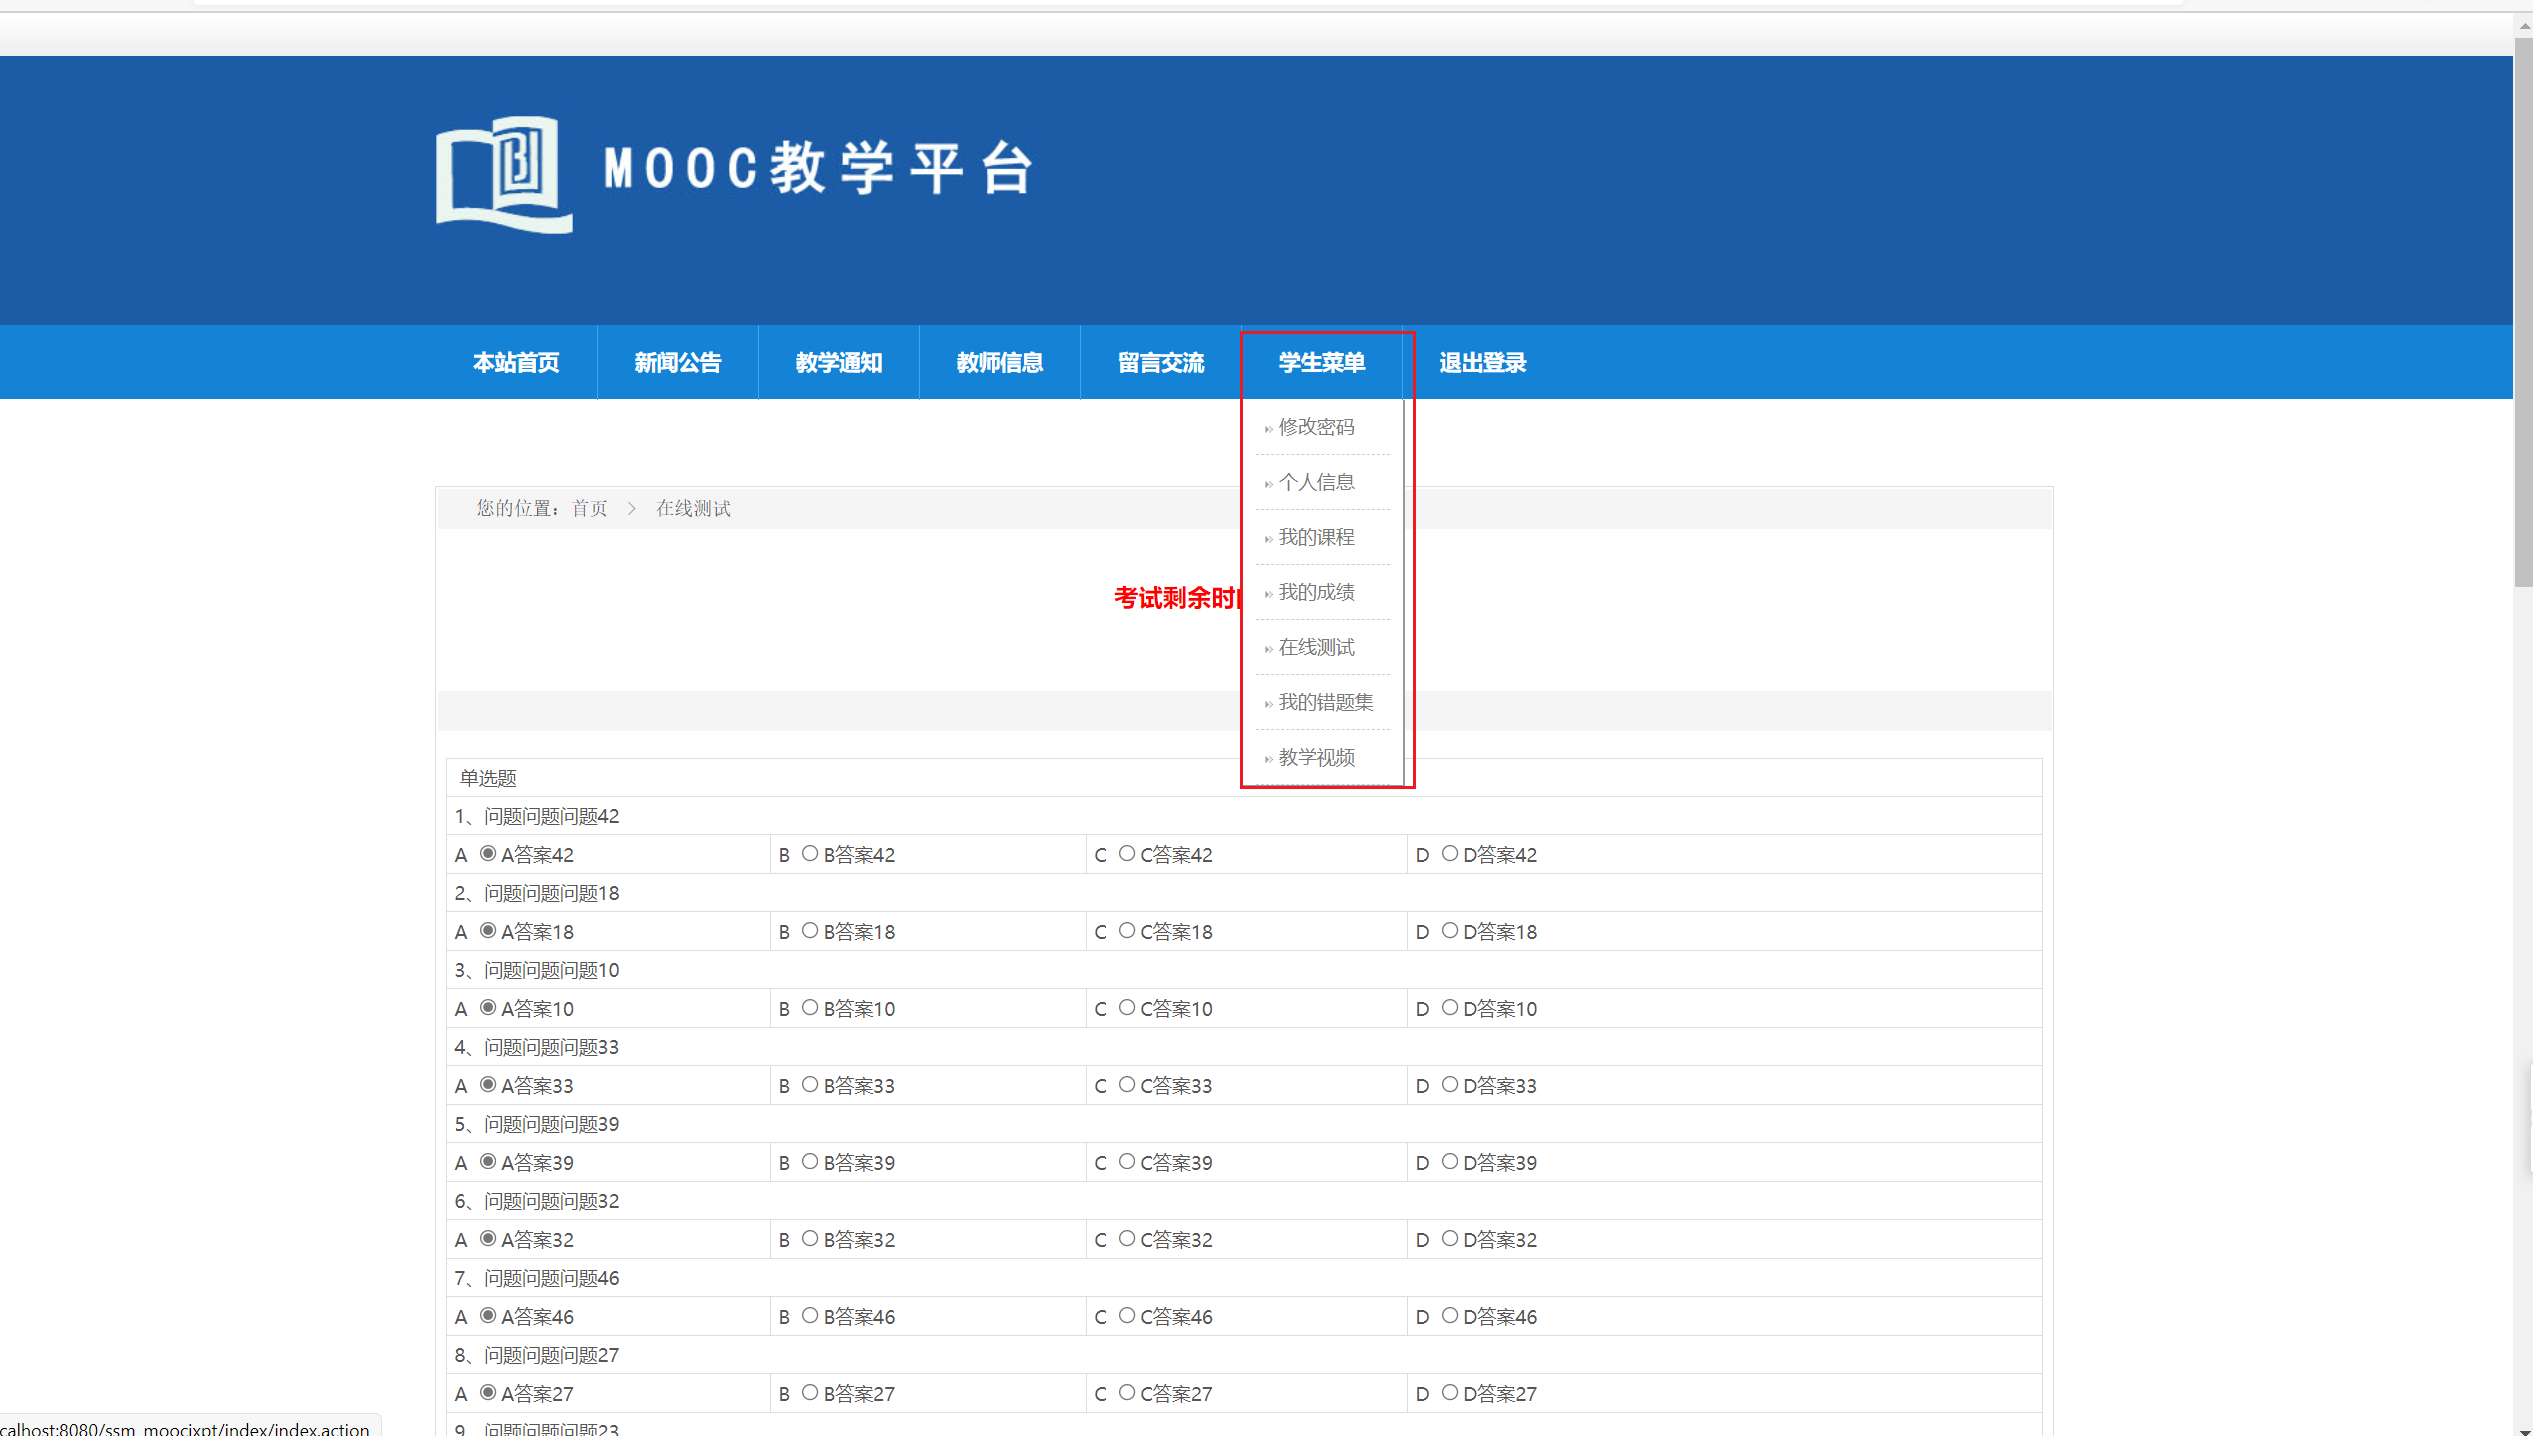 MOOC教学平台
本站首页 新闻公告 教学通知 教师信息 留言交流 学生菜单 退出登录
修改密码
个人信息
我的课程
我的成绩
在线测试
我的错题集
教学视频
您的位置：首页 > 在线测试
考试剩余时
单选题
1、问题问题问题42
A A答案42 B B答案42 C C答案42 D D答案42
2、问题问题问题18
A A答案18 B B答案18 C C答案18 D D答案18
3、问题问题问题10
A A答案10 B B答案10 C C答案10 D D答案10
4、问题问题问题33
A A答案33 B B答案33 C C答案33 D D答案33
5、问题问题问题39
A A答案39 B B答案39 C C答案39 D D答案39
6、问题问题问题32
A A答案32 B B答案32 C C答案32 D D答案32
7、问题问题问题46
A A答案46 B B答案46 C C答案46 D D答案46
8、问题问题问题27
A A答案27 B B答案27 C C答案27 D D答案27
9、问题问题问题23
calhost:8080/ssm_moocjxpt/index/index.action